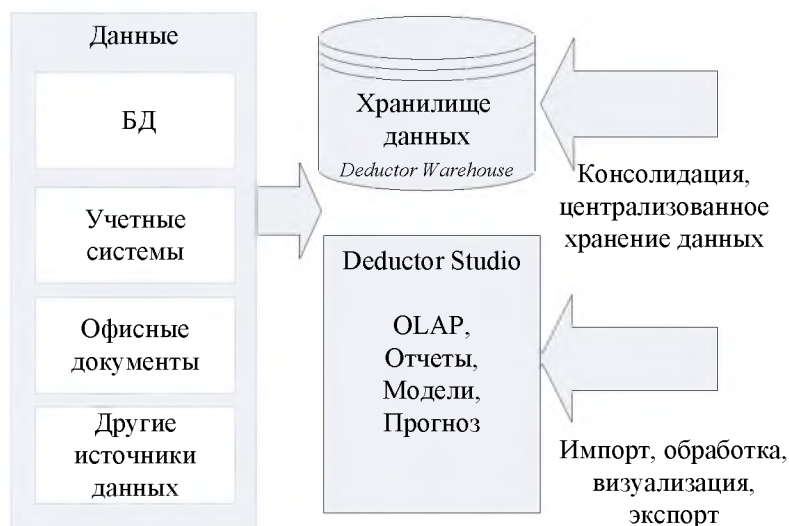 Данные
БД
Учетные
системы
Офисные
документы
Другие
источники
данных
Хранилище
данных
Deductor Warehouse
Deductor Studio
OLAP,
Отчеты,
Модели,
Прогноз
Консолидация,
централизованное
хранение данных
Импорт, обработка,
визуализация,
экспорт